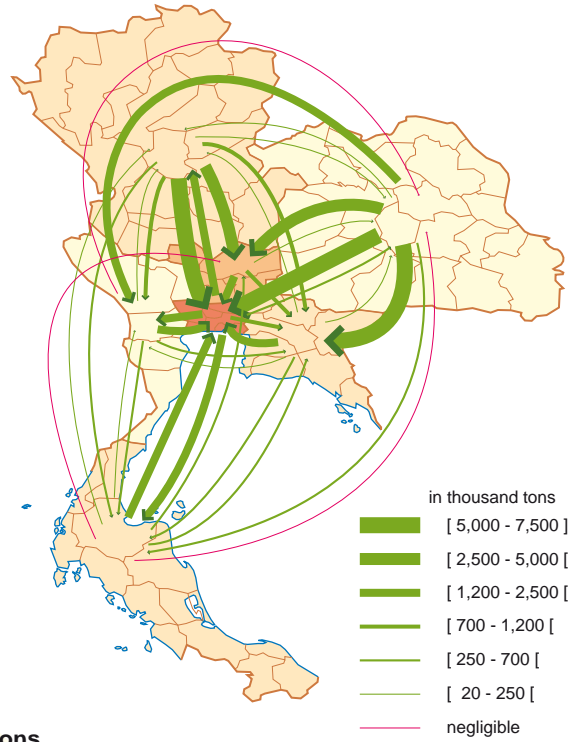 in thousand tons
[ 5,000 - 7,500 ]
[ 2,500 - 5,000 [
[ 1,200 - 2,500 [
[ 700 - 1,200 [
[ 250 - 700 [
[ 20 - 250 [
negligible